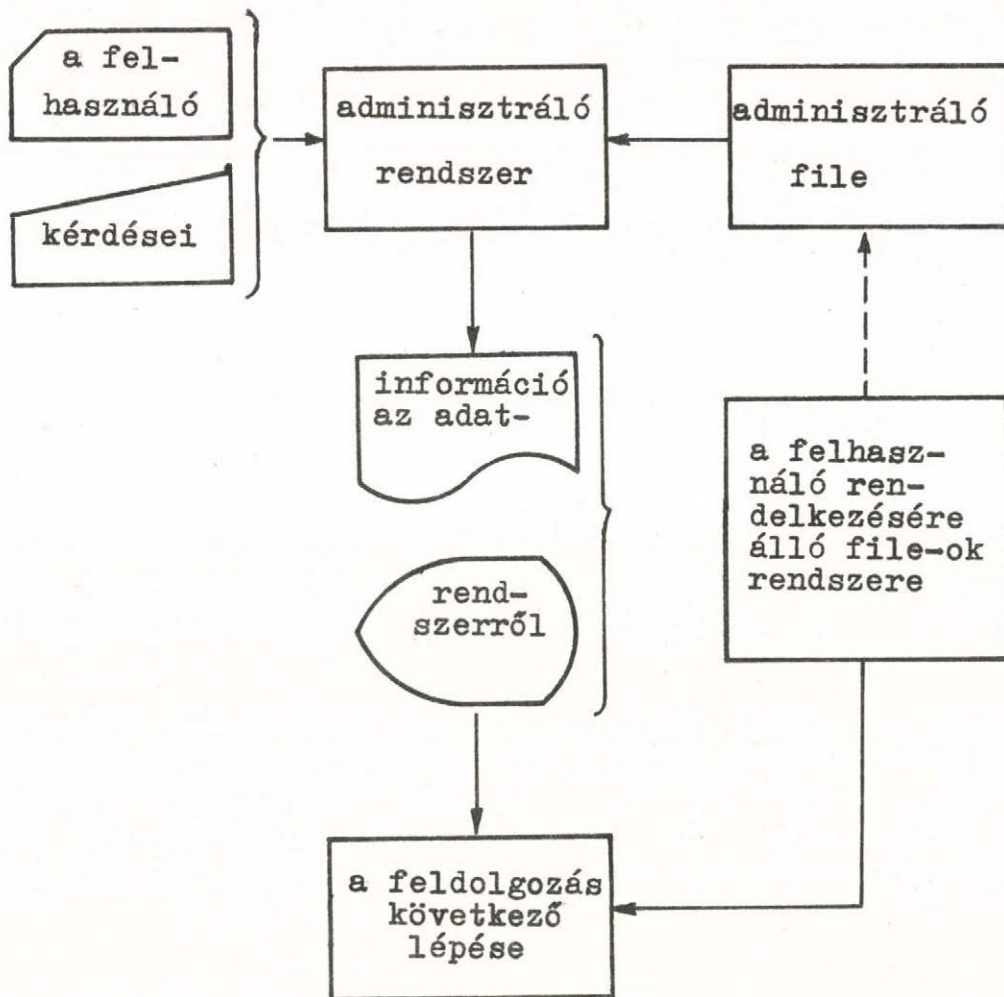 a fel-
használó
kérdései
adminisztráló
rendszer
adminisztráló
file
információ
az adat-
rend-
szerről
a felhasz-
náló ren-
delkezésére
álló file-ok
rendszere
a feldolgozás
következő
lépése